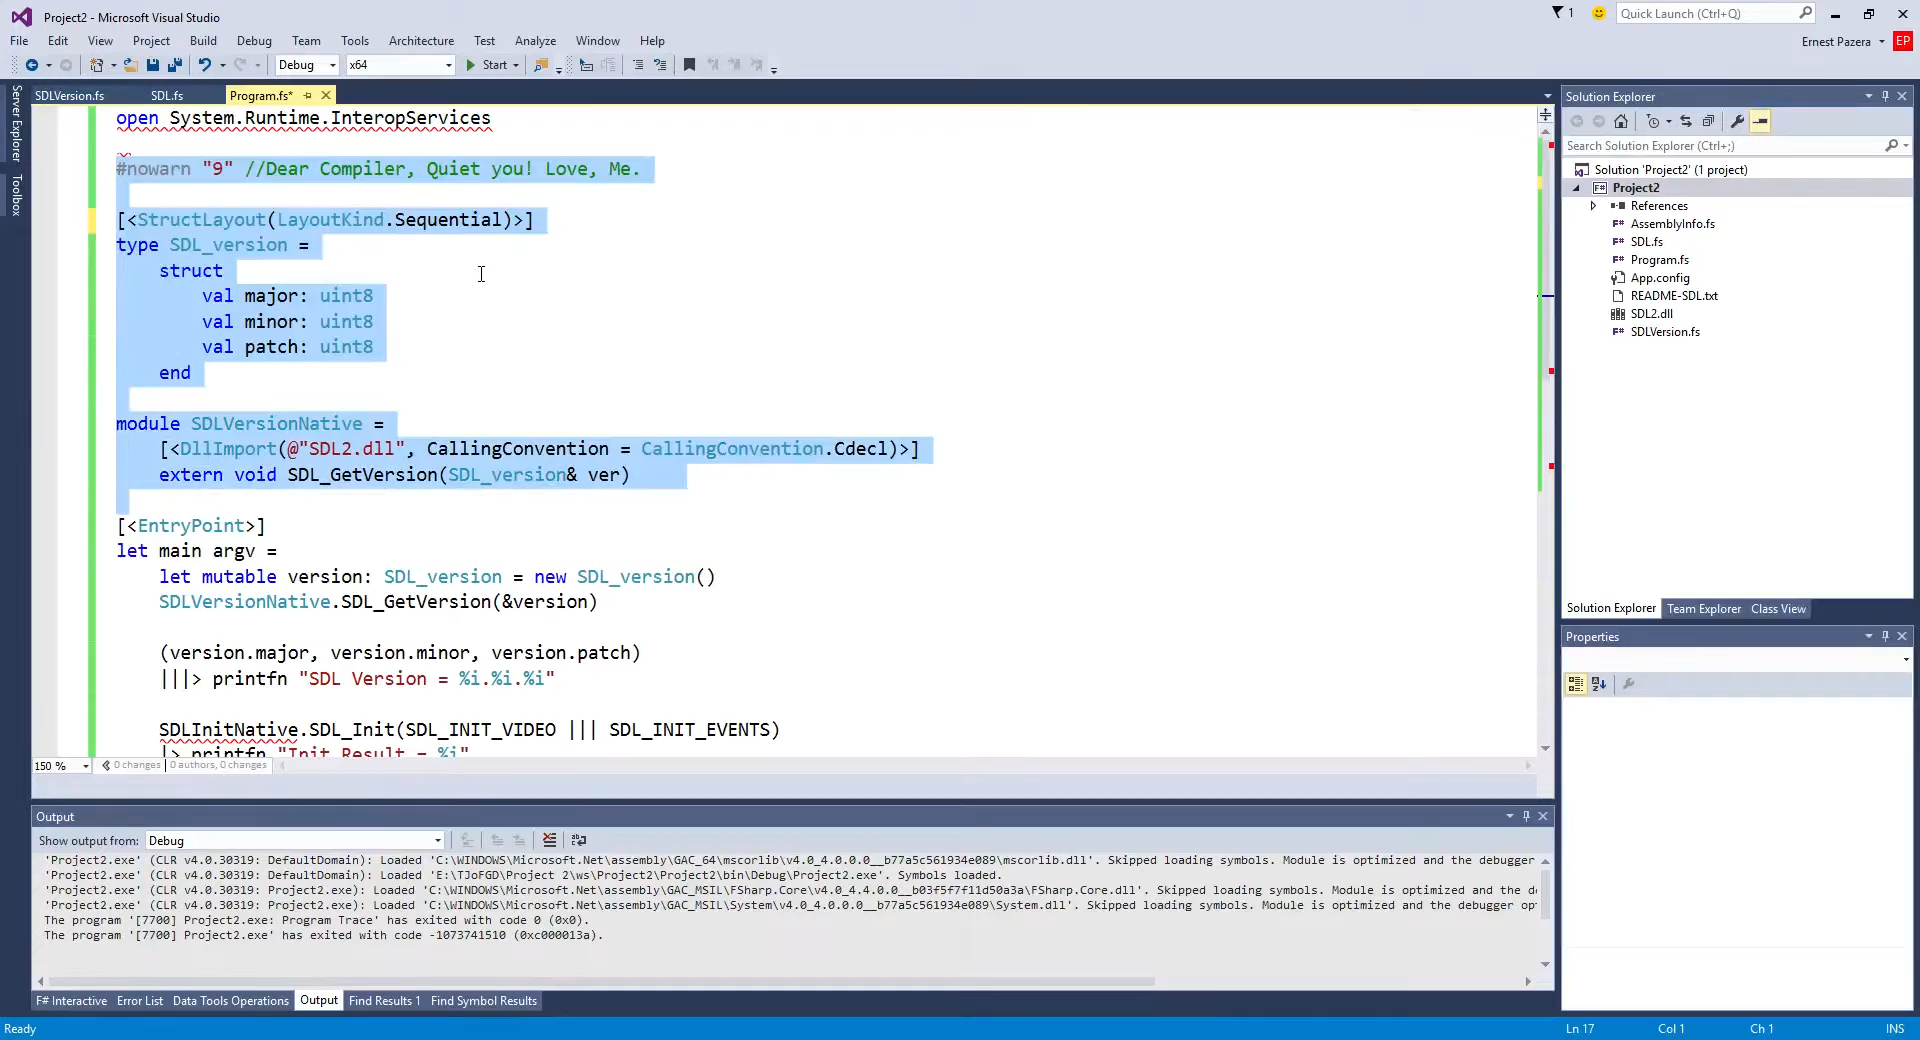 Project2 - Microsoft Visual Studio
1
Quick Launch (Ctrl+Q)
File Edit View Project Build Debug Team Tools Architecture Test Analyze Window Help
Ernest Pazera EP
Debug x64 Start
Server Explorer
Toolbox
SDLVersion.fs SDL.fs Program.fs*
open System.Runtime.InteropServices
#nowarn "9" //Dear Compiler, Quiet you! Love, Me.
[<StructLayout(LayoutKind.Sequential)>]
type SDL_version =
struct
val major: uint8
val minor: uint8
val patch: uint8
end
module SDLVersionNative =
[<DllImport(@"SDL2.dll", CallingConvention = CallingConvention.Cdecl)>]
extern void SDL_GetVersion(SDL_version& ver)
[<EntryPoint>]
let main argv =
let mutable version: SDL_version = new SDL_version()
SDLVersionNative.SDL_GetVersion(&version)
(version.major, version.minor, version.patch)
|||> printfn "SDL Version = %i.%i.%i"
SDLInitNative.SDL_Init(SDL_INIT_VIDEO ||| SDL_INIT_EVENTS)
|> printfn "Init Result = %i"
150 % 0 changes | 0 authors, 0 changes
Solution Explorer
Search Solution Explorer (Ctrl+;)
Solution 'Project2' (1 project)
Project2
References
AssemblyInfo.fs
SDL.fs
Program.fs
App.config
README-SDL.txt
SDL2.dll
SDLVersion.fs
Solution Explorer Team Explorer Class View
Properties
Output
Show output from: Debug
'Project2.exe' (CLR v4.0.30319: DefaultDomain): Loaded 'C:\WINDOWS\Microsoft.Net\assembly\GAC_64\mscorlib\v4.0_4.0.0.0__b77a5c561934e089\mscorlib.dll'. Skipped loading symbols. Module is optimized and the debugger
'Project2.exe' (CLR v4.0.30319: DefaultDomain): Loaded 'E:\TJoFGD\Project 2\ws\Project2\Project2\bin\Debug\Project2.exe'. Symbols loaded.
'Project2.exe' (CLR v4.0.30319: Project2.exe): Loaded 'C:\WINDOWS\Microsoft.Net\assembly\GAC_MSIL\FSharp.Core\v4.0_4.4.0.0__b03f5f7f11d50a3a\FSharp.Core.dll'. Skipped loading symbols. Module is optimized and the d
'Project2.exe' (CLR v4.0.30319: Project2.exe): Loaded 'C:\WINDOWS\Microsoft.Net\assembly\GAC_MSIL\System\v4.0_4.0.0.0__b77a5c561934e089\System.dll'. Skipped loading symbols. Module is optimized and the debugger op
The program '[7700] Project2.exe: Program Trace' has exited with code 0 (0x0).
The program '[7700] Project2.exe' has exited with code -1073741510 (0xc000013a).
F# Interactive Error List Data Tools Operations Output Find Results 1 Find Symbol Results
Ready Ln 17 Col 1 Ch 1 INS